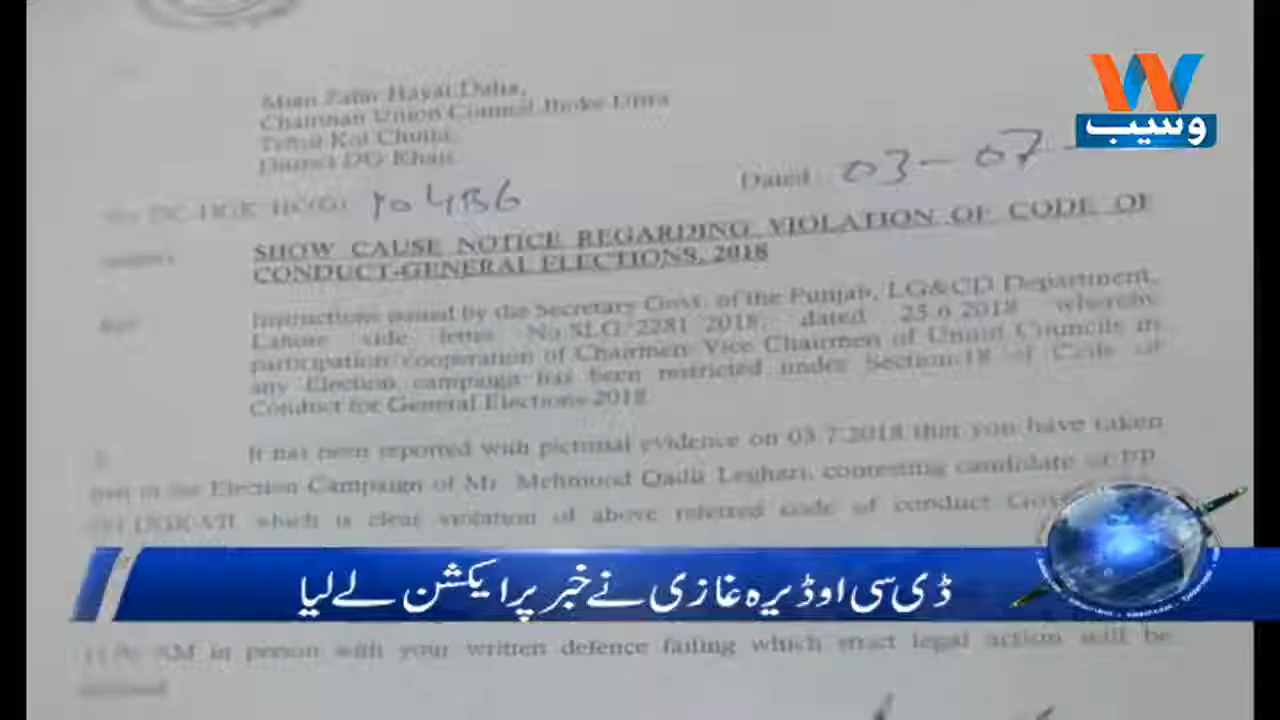 وسیب
Mian Zafar Hayat Daha,
Chairman Union Council Jhoke Utra
Tehsil Kot Chutta,
District DG Khan.
Dated 03-07-
SHOW CAUSE NOTICE REGARDING VIOLATION OF CODE OF
CONDUCT-GENERAL ELECTIONS, 2018
Instructions issued by the Secretary Govt. of the Punjab, LG&CD Department,
Lahore vide letter No.SLG 2281 2018, dated 25 6 2018 whereby
participation cooperation of Chairmen Vice Chairmen of Union Councils in
any Election campaign has been restricted under Section-18 of Code of
Conduct for General Elections-2018
It has been reported with pictorial evidence on 03.7.2018 that you have taken
part in the Election Campaign of Mr. Mehmood Qadir Leghari, contesting candidate of PP
DGK-VII which is clear violation of above referred code of conduct
ڈی سی او ڈیرہ غازی نے خبر پر ایکشن لے لیا
AM in person with your written defence failing which strict legal action will be